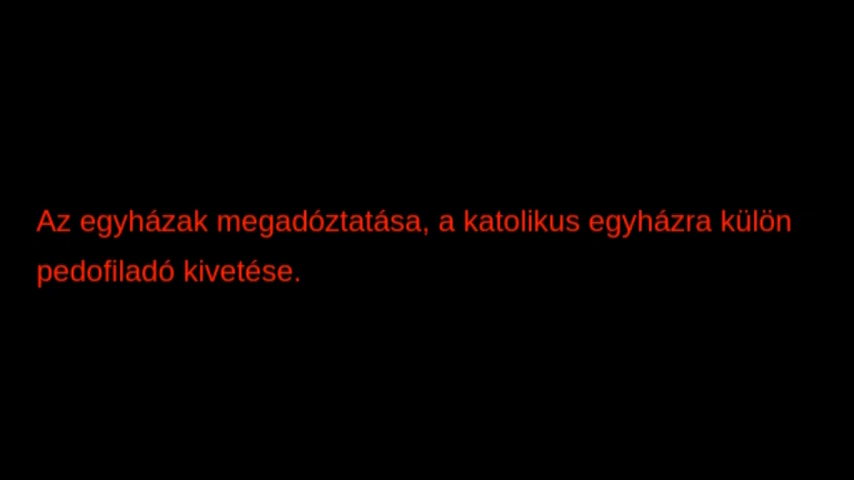 Az egyházak megadóztatása, a katolikus egyházra külön
pedofiladó kivetése.